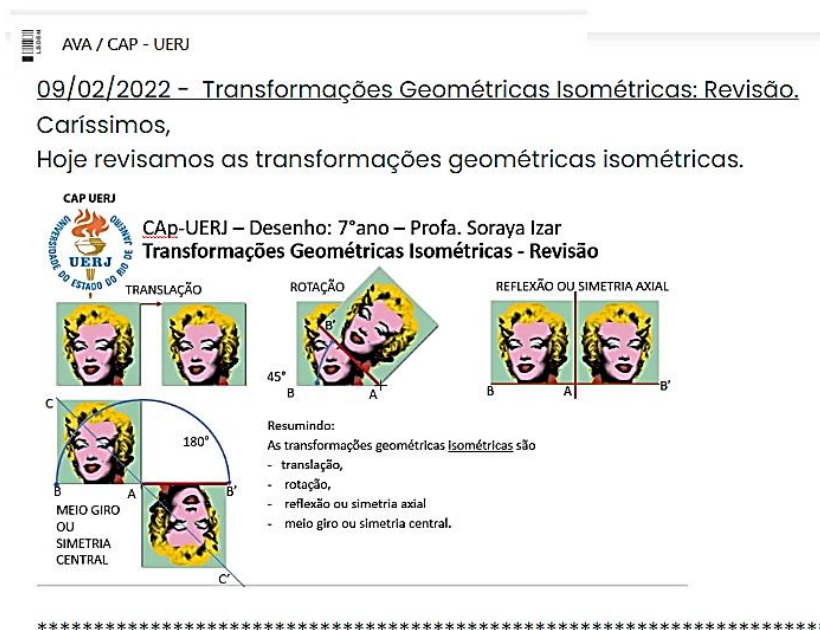 AVA / CAP - UERJ
09/02/2022 - Transformações Geométricas Isométricas: Revisão.
Caríssimos,
Hoje revisamos as transformações geométricas isométricas.
CAP UERJ
UNIVERSIDADE DO ESTADO DO RIO DE JANEIRO
UERJ
CAp-UERJ – Desenho: 7°ano – Profa. Soraya Izar
Transformações Geométricas Isométricas - Revisão
TRANSLAÇÃO
ROTAÇÃO
REFLEXÃO OU SIMETRIA AXIAL
B'
45°
B
A
B
A
B'
C
180°
B
A
B'
MEIO GIRO
OU
SIMETRIA
CENTRAL
C'
Resumindo:
As transformações geométricas isométricas são
- translação,
- rotação,
- reflexão ou simetria axial
- meio giro ou simetria central.